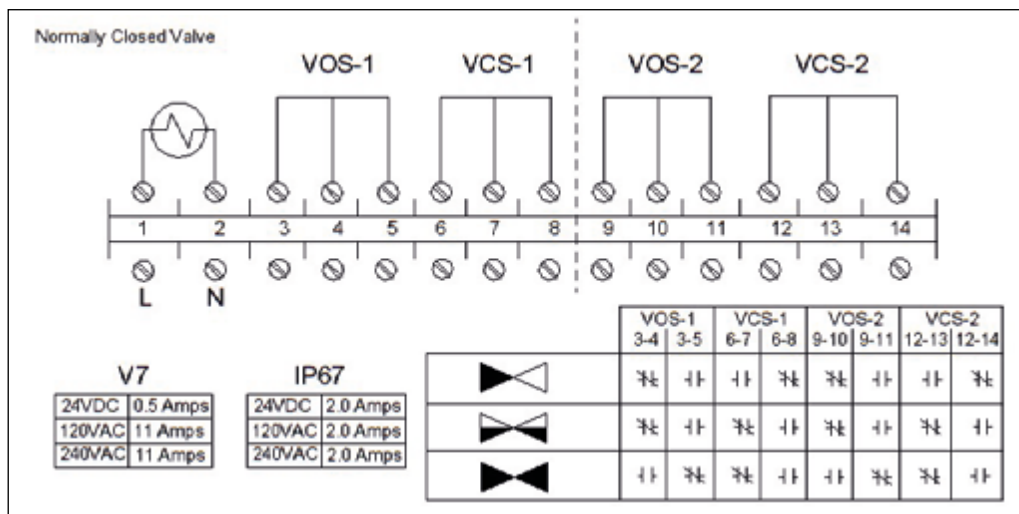 Normally Closed Valve
VOS-1 VCS-1 VOS-2 VCS-2
1 2 3 4 5 6 7 8 9 10 11 12 13 14
L N
VOS-1 VCS-1 VOS-2 VCS-2
3-4 3-5 6-7 6-8 9-10 9-11 12-13 12-14
V7
24VDC 0.5 Amps
120VAC 11 Amps
240VAC 11 Amps
IP67
24VDC 2.0 Amps
120VAC 2.0 Amps
240VAC 2.0 Amps